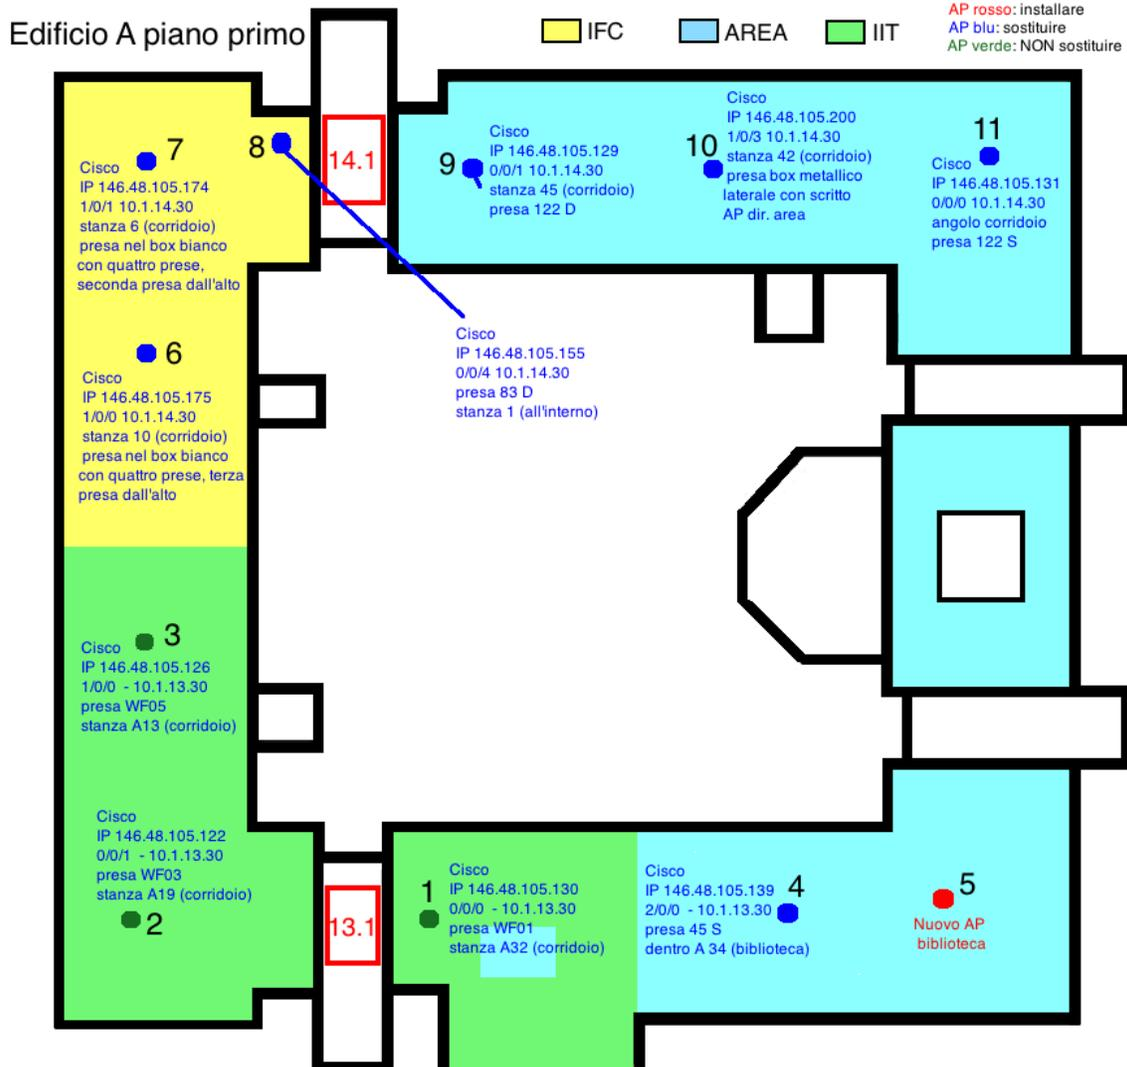 Edificio A piano primo
IFC
AREA
IIT
AP rosso: installare
AP blu: sostituire
AP verde: NON sostituire
7
Cisco
IP 146.48.105.174
1/0/1 10.1.14.30
stanza 6 (corridoio)
presa nel box bianco
con quattro prese,
seconda presa dall'alto
8
14.1
9
Cisco
IP 146.48.105.129
0/0/1 10.1.14.30
stanza 45 (corridoio)
presa 122 D
10
Cisco
IP 146.48.105.200
1/0/3 10.1.14.30
stanza 42 (corridoio)
presa box metallico
laterale con scritto
AP dir. area
11
Cisco
IP 146.48.105.131
0/0/0 10.1.14.30
angolo corridoio
presa 122 S
Cisco
IP 146.48.105.155
0/0/4 10.1.14.30
presa 83 D
stanza 1 (all'interno)
6
Cisco
IP 146.48.105.175
1/0/0 10.1.14.30
stanza 10 (corridoio)
presa nel box bianco
con quattro prese, terza
presa dall'alto
3
Cisco
IP 146.48.105.126
1/0/0 - 10.1.13.30
presa WF05
stanza A13 (corridoio)
Cisco
IP 146.48.105.122
0/0/1 - 10.1.13.30
presa WF03
stanza A19 (corridoio)
2
13.1
1
Cisco
IP 146.48.105.130
0/0/0 - 10.1.13.30
presa WF01
stanza A32 (corridoio)
Cisco
IP 146.48.105.139
2/0/0 - 10.1.13.30
presa 45 S
dentro A 34 (biblioteca)
4
5
Nuovo AP
biblioteca